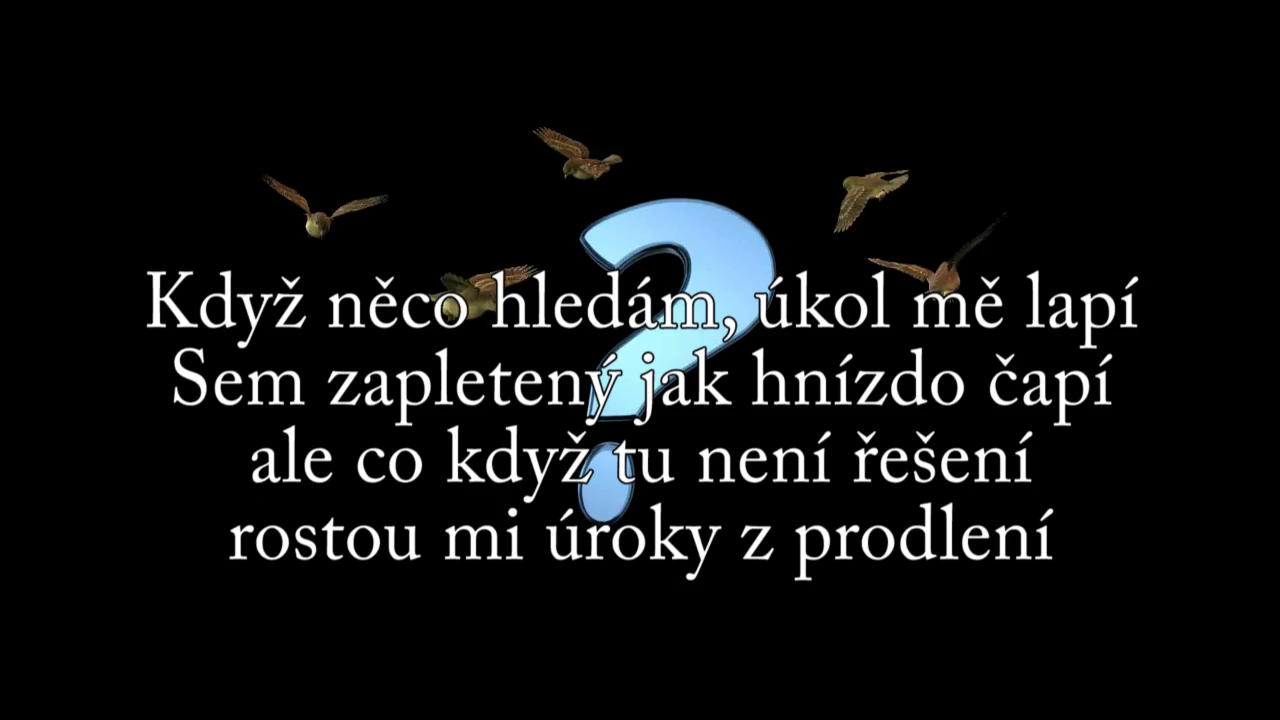 Když něco hledám, úkol mě lapí
Sem zapletený jak hnízdo čapí
ale co když tu není řešení
rostou mi úroky z prodlení